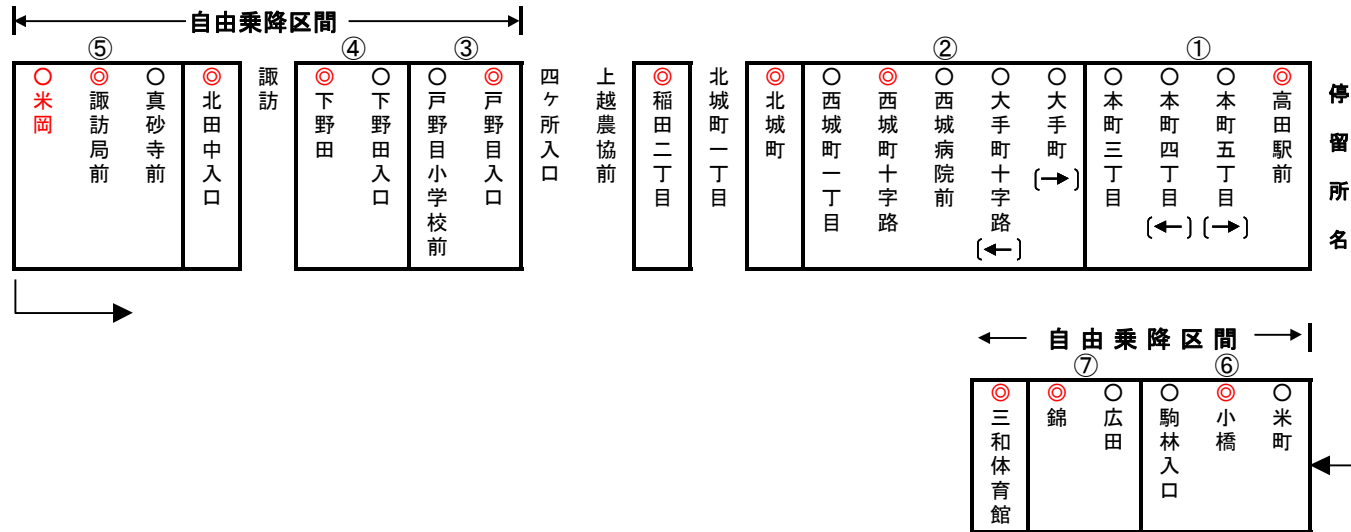 自由乗降区間
⑤ ④ ③ ② ①
停留所名
◎高田駅前
○本町五丁目(→)
○本町四丁目(←)
○本町三丁目
○大手町(→)
○大手町十字路(←)
○西城病院前
◎西城町十字路
○西城町一丁目
◎北城町
北城町一丁目
◎稲田二丁目
上越農協前
四ケ所入口
◎戸野目入口
○戸野目小学校前
○下野田入口
◎下野田
諏訪
◎北田中入口
○真砂寺前
◎諏訪局前
○米岡
自由乗降区間
⑦ ⑥
○米町
◎小橋
○駒林入口
○広田
◎錦
◎三和体育館